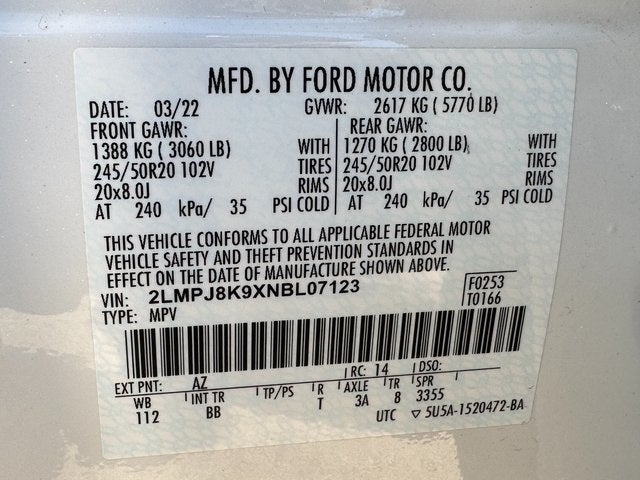 MFD. BY FORD MOTOR CO.
DATE: 03/22 GVWR: 2617 KG ( 5770 LB)
FRONT GAWR: REAR GAWR:
1388 KG ( 3060 LB) WITH 1270 KG ( 2800 LB) WITH
245/50R20 102V TIRES 245/50R20 102V TIRES
20x8.0J RIMS 20x8.0J RIMS
AT 240 kPa/ 35 PSI COLD AT 240 kPa/ 35 PSI COLD
THIS VEHICLE CONFORMS TO ALL APPLICABLE FEDERAL MOTOR
VEHICLE SAFETY AND THEFT PREVENTION STANDARDS IN
EFFECT ON THE DATE OF MANUFACTURE SHOWN ABOVE.
VIN: 2LMPJ8K9XNBL07123 F0253
TYPE: MPV T0166
EXT PNT: AZ RC: 14 DSO:
WB INT TR TP/PS R AXLE TR SPR
112 BB T 3A 8 3355
UTC ▽ 5U5A-1520472-BA